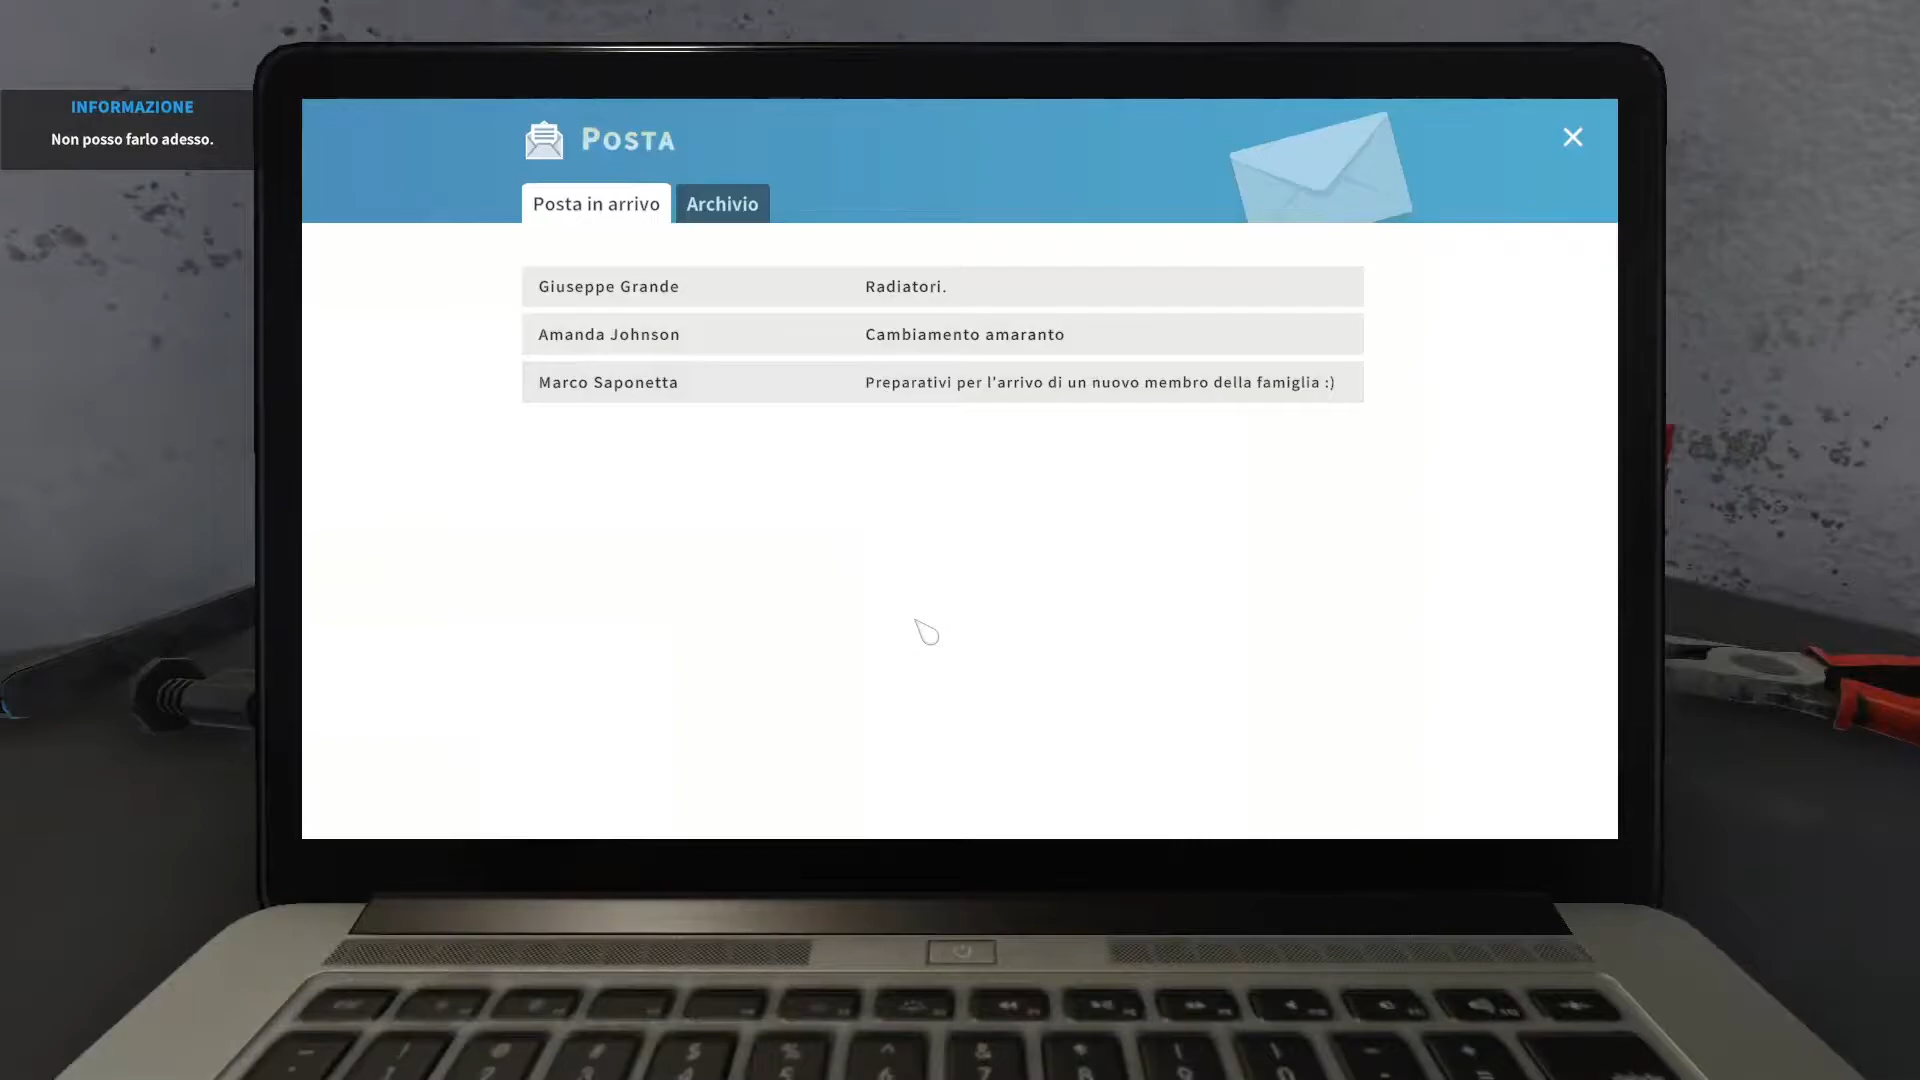 INFORMAZIONE
Non posso farlo adesso.
POSTA
Posta in arrivo
Archivio
Giuseppe Grande
Radiatori.
Amanda Johnson
Cambiamento amaranto
Marco Saponetta
Preparativi per l'arrivo di un nuovo membro della famiglia :)